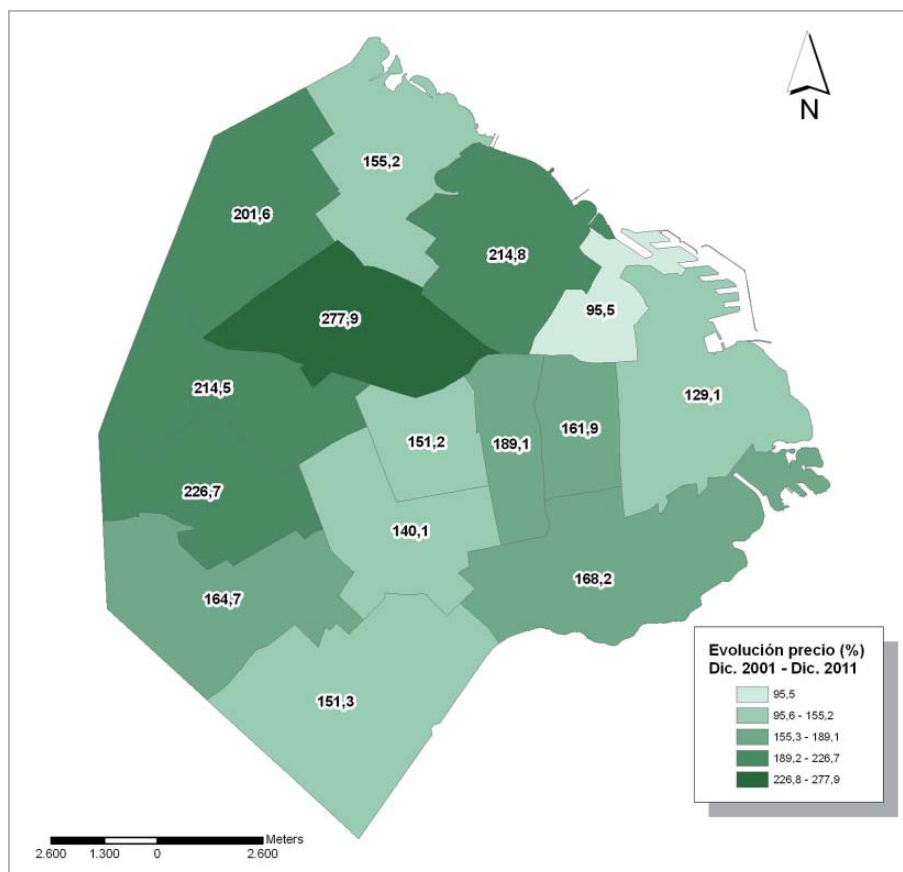 N
155,2
201,6
214,8
95,5
277,9
129,1
214,5
151,2
189,1
161,9
226,7
140,1
168,2
164,7
151,3
Evolución precio (%)
Dic. 2001 - Dic. 2011
95,5
95,6 - 155,2
155,3 - 189,1
189,2 - 226,7
226,8 - 277,9
Meters
2.600 1.300 0 2.600